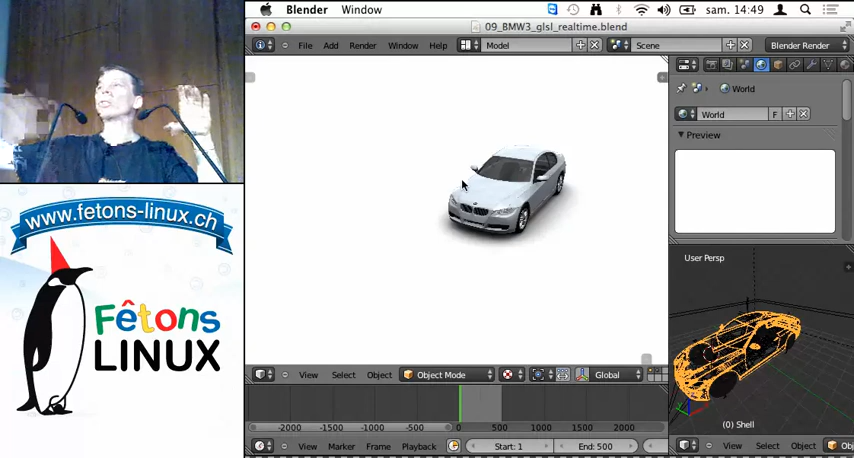 Blender Window
sam. 14:49
09_BMW3_glsl_realtime.blend
File Add Render Window Help
Model
Scene
Blender Render
World
World
F
Preview
User Persp
(0) Shell
View Select Object
Object Mode
Global
View Select Object
-2000 -1500 -1000 -500 0 500 1000 1500 2000
View Marker Frame Playback
Start: 1
End: 500
www.fetons-linux.ch
Fêtons
LINUX